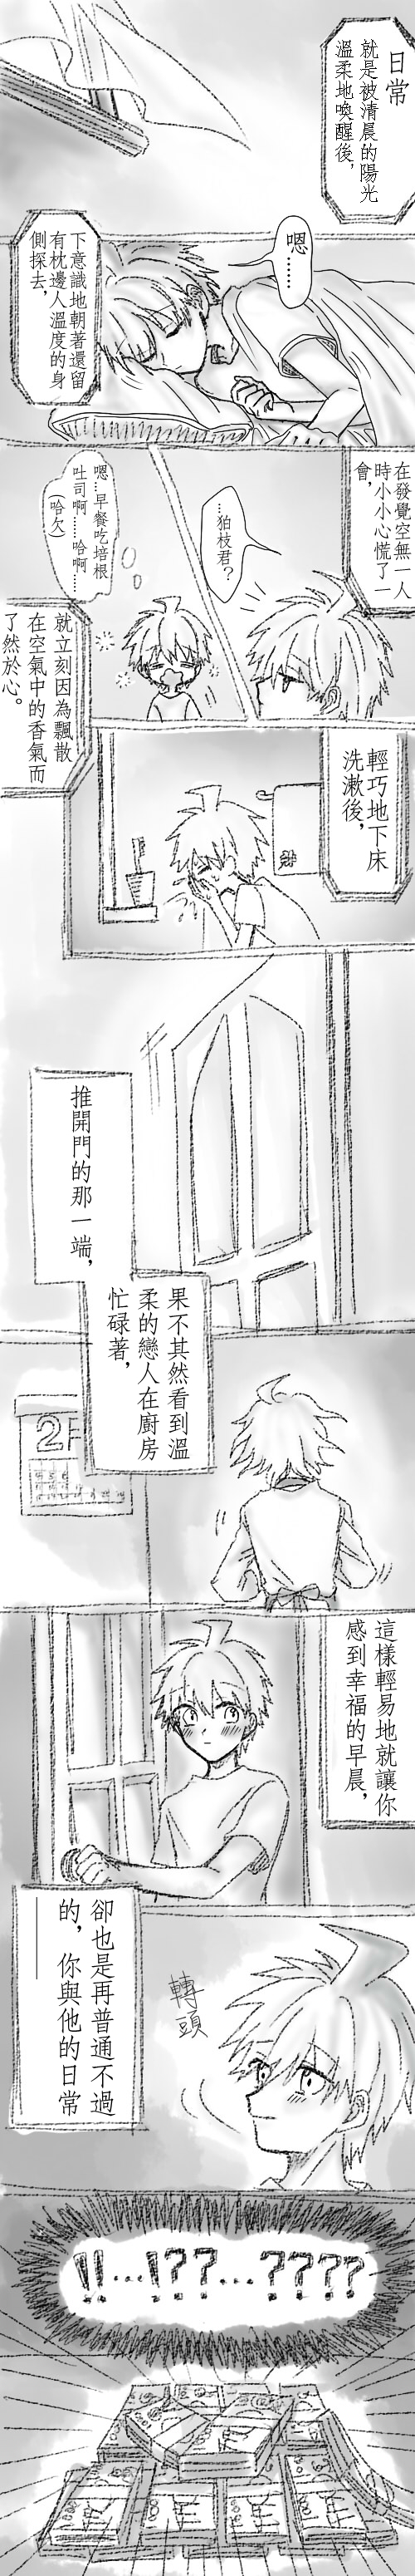 日常
就是被清晨的陽光
溫柔地喚醒後,
嗯……
下意識地朝著還留
有枕邊人溫度的身
側探去,
在發覺空無一人
時小小心慌了一
會,
…狛枝君?
嗯…早餐吃培根
吐司啊……哈啊……
(哈欠)
就立刻因為飄散
在空氣中的香氣而
了然於心。
輕巧地下床
洗漱後,
推開門的那一端,
果不其然看到溫
柔的戀人在廚房
忙碌著,
這樣輕易地就讓你
感到幸福的早晨,
卻也是再普通不過
的,你與他的日常
——
轉頭
!!…!??…????